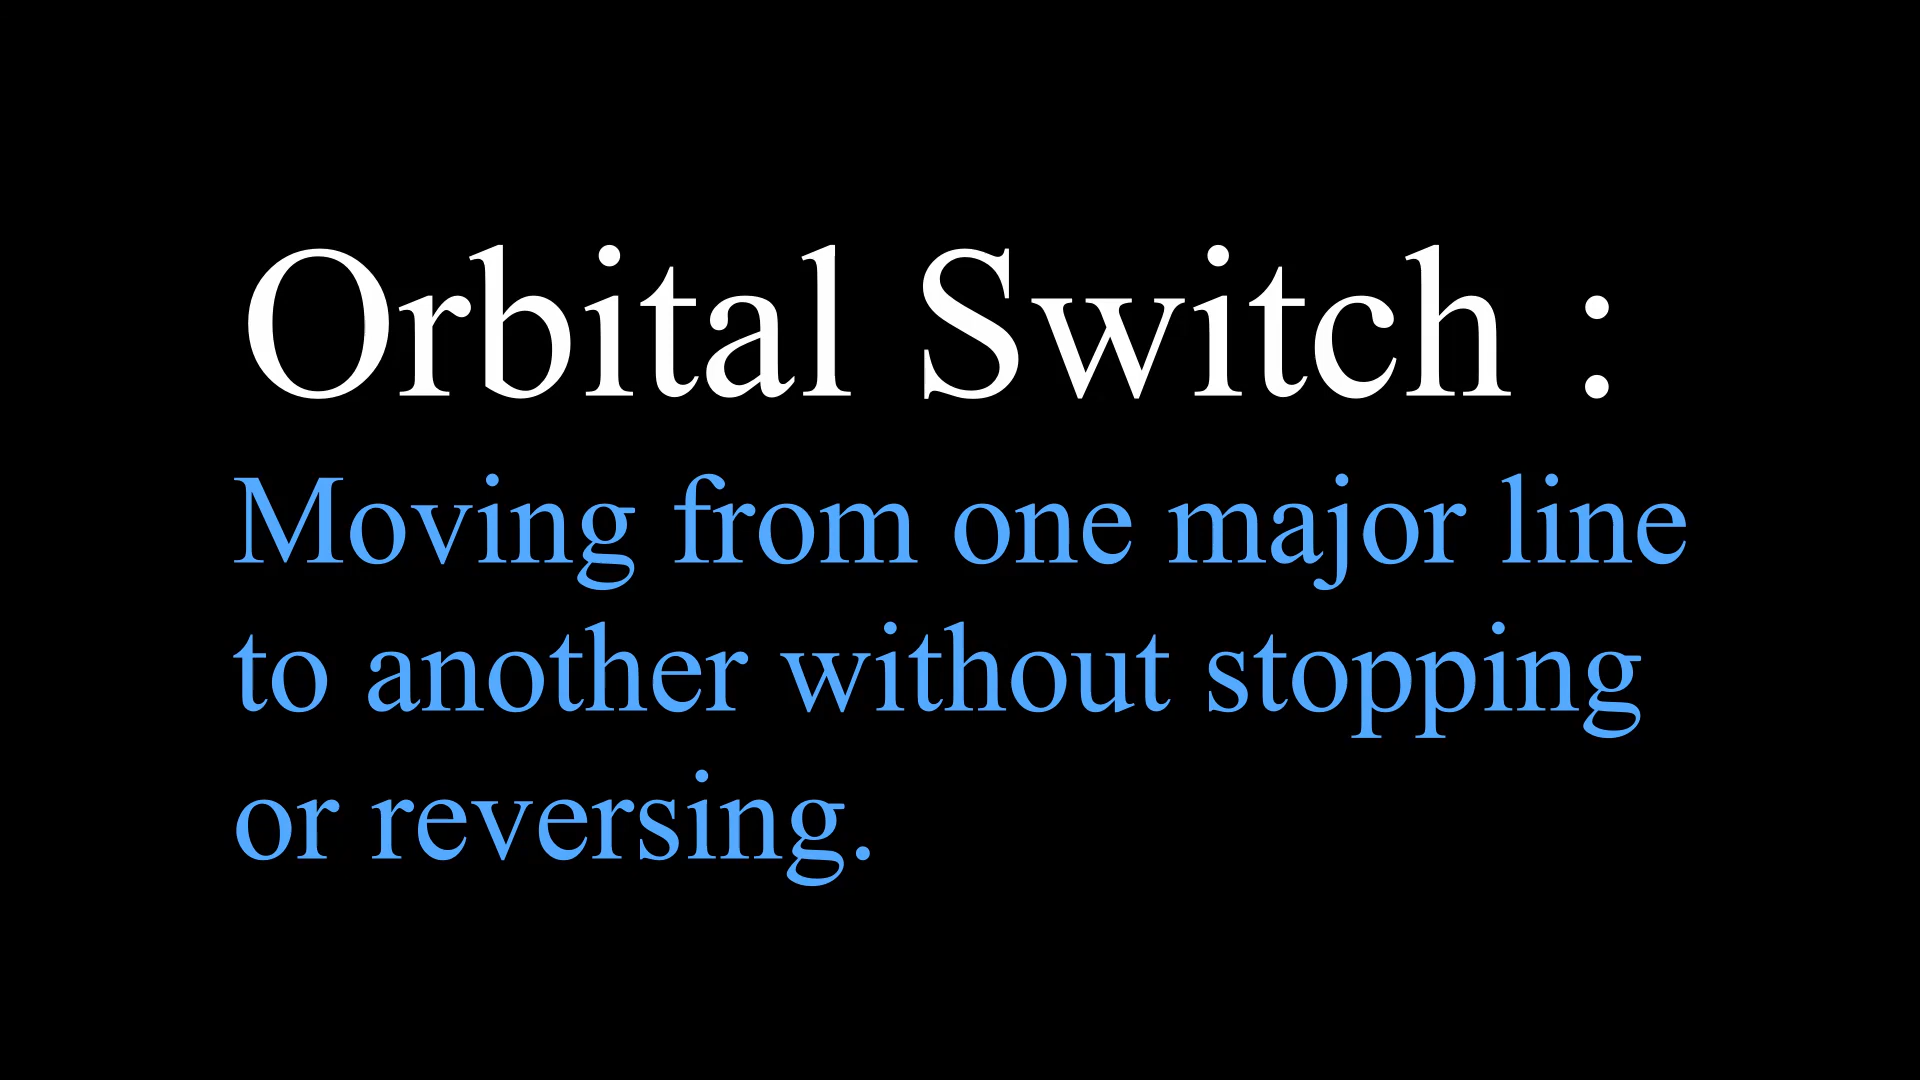 Orbital Switch :
Moving from one major line
to another without stopping
or reversing.